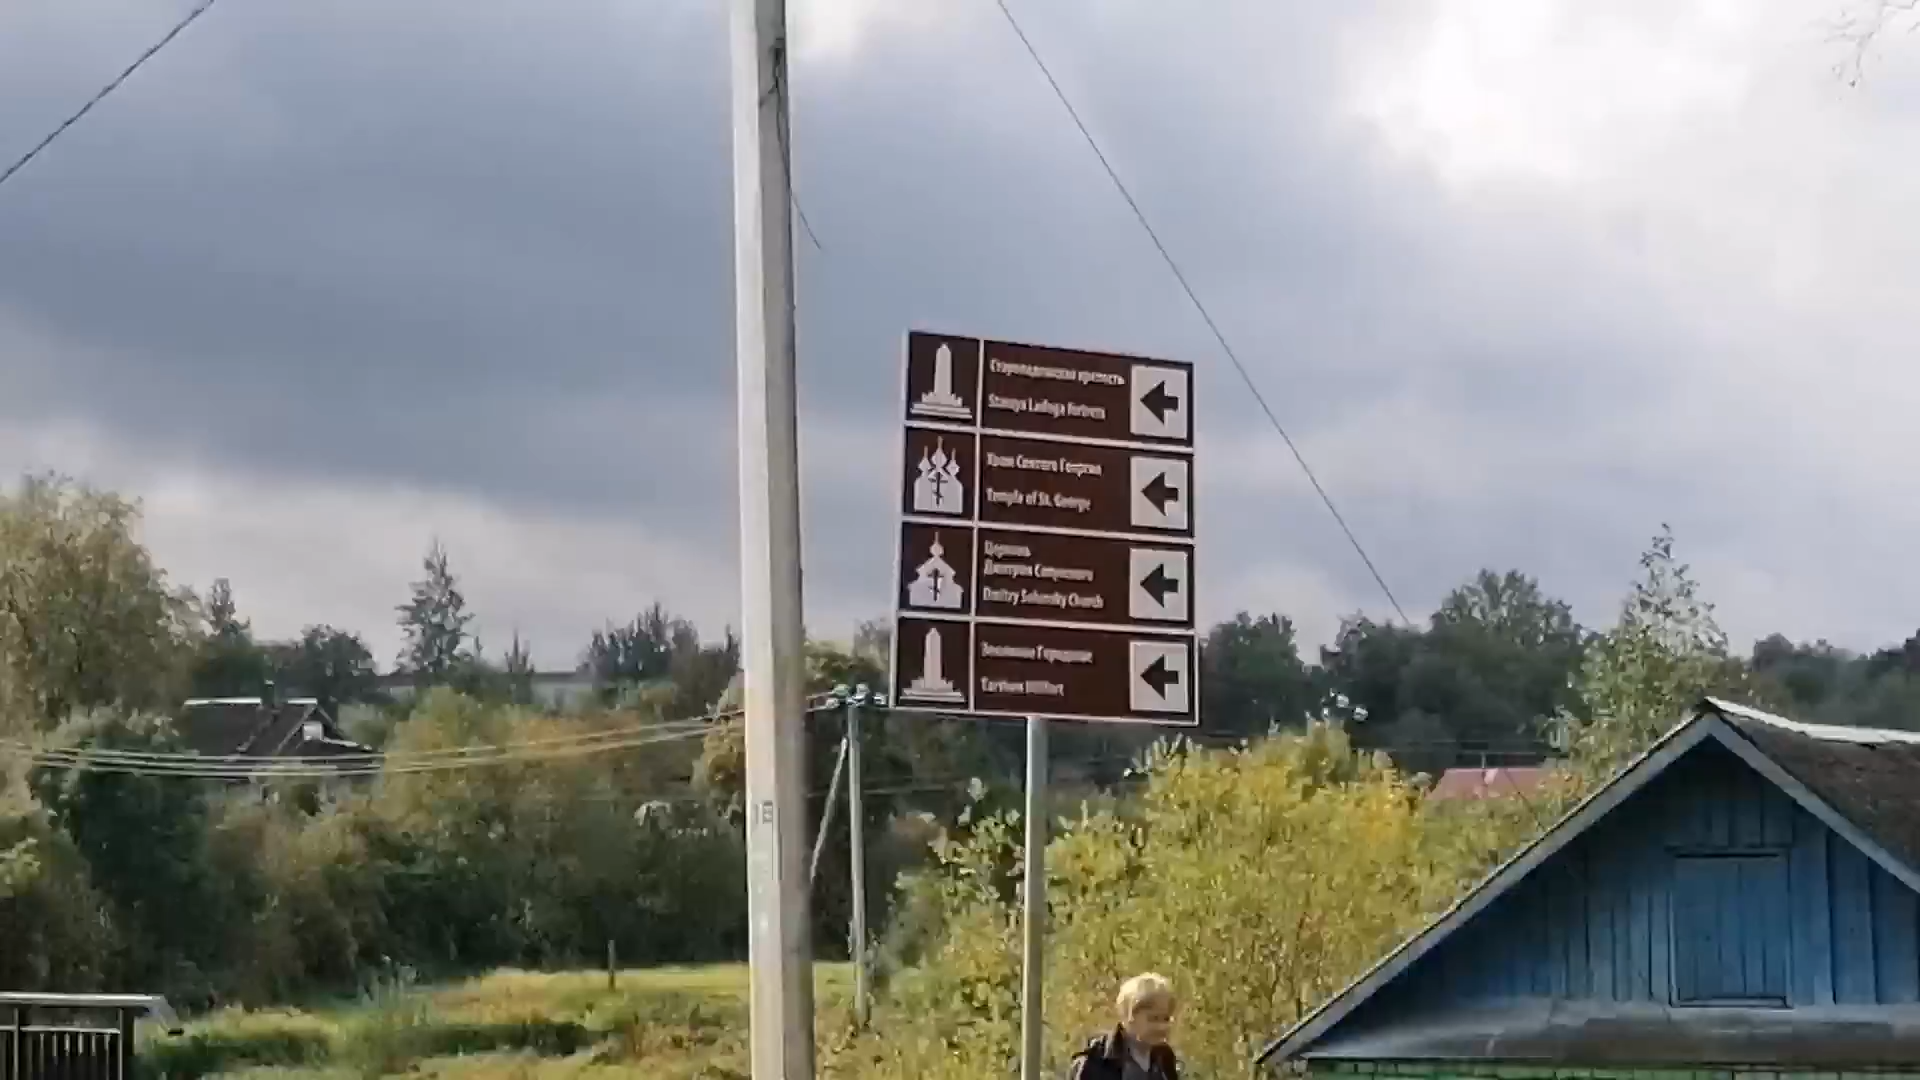 Староладожская крепость
Staraya Ladoga Fortress
Храм Святого Георгия
Temple of St. George
Церковь
Дмитрия Солунского
Dmitry Solunsky Church
Земляное Городище
Earthen Hillfort